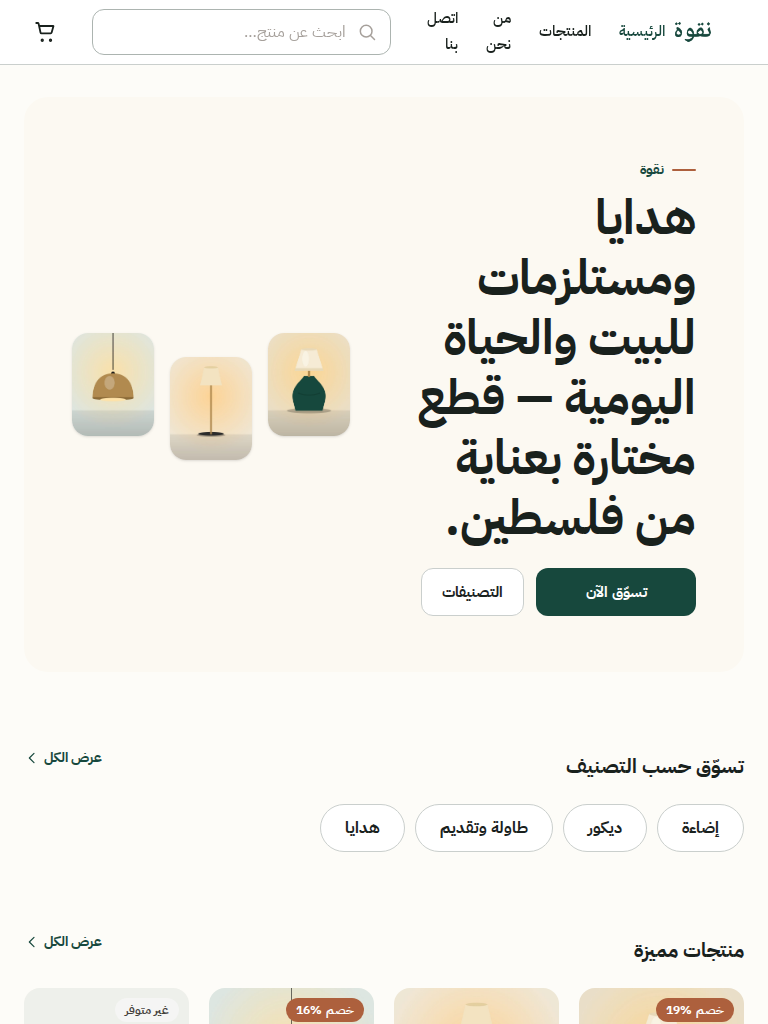 نقوة
الرئيسية
المنتجات
من
نحن
اتصل
بنا
ابحث عن منتج...
نقوة
هدايا
ومستلزمات
للبيت والحياة
اليومية — قطع
مختارة بعناية
من فلسطين.
تسوّق الآن
التصنيفات
تسوّق حسب التصنيف
عرض الكل
إضاءة
ديكور
طاولة وتقديم
هدايا
منتجات مميزة
عرض الكل
خصم 19%
خصم 16%
غير متوفر